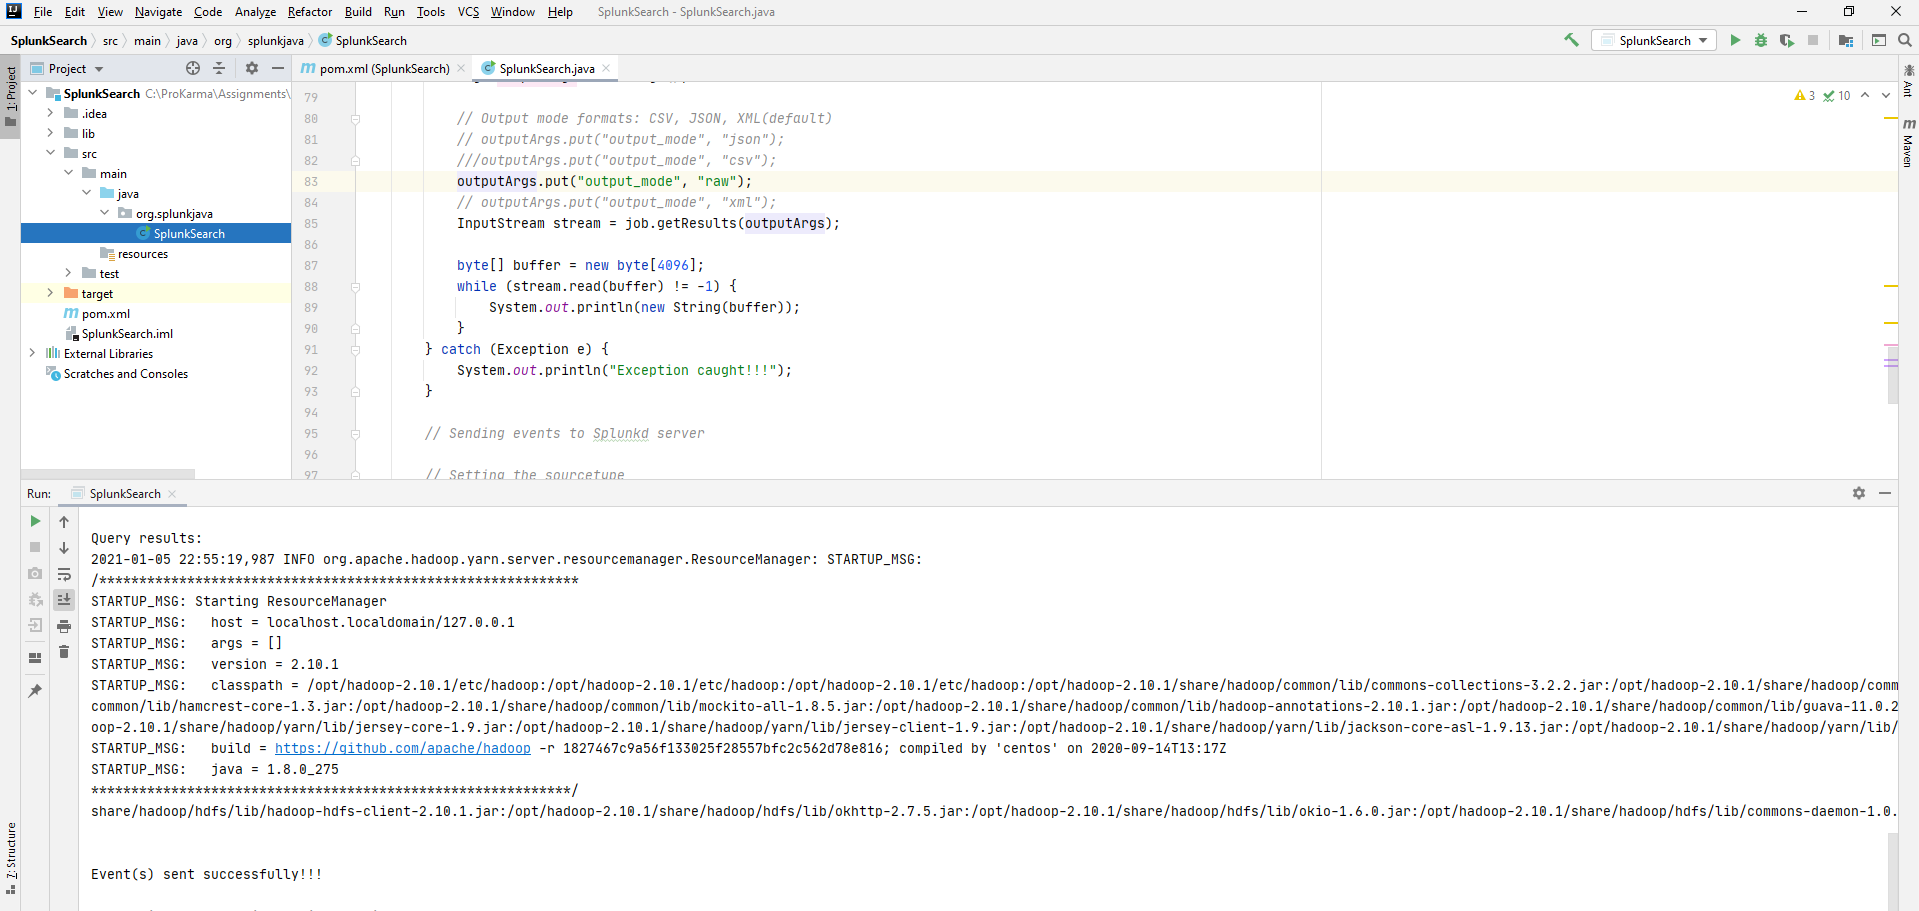 File Edit View Navigate Code Analyze Refactor Build Run Tools VCS Window Help SplunkSearch - SplunkSearch.java
SplunkSearch src main java org splunkjava SplunkSearch
SplunkSearch
1: Project
Project
pom.xml (SplunkSearch)
SplunkSearch.java
SplunkSearch C:\ProKarma\Assignments\
.idea
lib
src
main
java
org.splunkjava
SplunkSearch
resources
test
target
pom.xml
SplunkSearch.iml
External Libraries
Scratches and Consoles
3 10
Ant
Maven
79
80 // Output mode formats: CSV, JSON, XML(default)
81 // outputArgs.put("output_mode", "json");
82 ///outputArgs.put("output_mode", "csv");
83 outputArgs.put("output_mode", "raw");
84 // outputArgs.put("output_mode", "xml");
85 InputStream stream = job.getResults(outputArgs);
86
87 byte[] buffer = new byte[4096];
88 while (stream.read(buffer) != -1) {
89 System.out.println(new String(buffer));
90 }
91 } catch (Exception e) {
92 System.out.println("Exception caught!!!");
93 }
94
95 // Sending events to Splunkd server
96
97 // Setting the sourcetype
Run: SplunkSearch
Query results:
2021-01-05 22:55:19,987 INFO org.apache.hadoop.yarn.server.resourcemanager.ResourceManager: STARTUP_MSG:
/************************************************************
STARTUP_MSG: Starting ResourceManager
STARTUP_MSG:   host = localhost.localdomain/127.0.0.1
STARTUP_MSG:   args = []
STARTUP_MSG:   version = 2.10.1
STARTUP_MSG:   classpath = /opt/hadoop-2.10.1/etc/hadoop:/opt/hadoop-2.10.1/etc/hadoop:/opt/hadoop-2.10.1/etc/hadoop:/opt/hadoop-2.10.1/share/hadoop/common/lib/commons-collections-3.2.2.jar:/opt/hadoop-2.10.1/share/hadoop/comm
common/lib/hamcrest-core-1.3.jar:/opt/hadoop-2.10.1/share/hadoop/common/lib/mockito-all-1.8.5.jar:/opt/hadoop-2.10.1/share/hadoop/common/lib/hadoop-annotations-2.10.1.jar:/opt/hadoop-2.10.1/share/hadoop/common/lib/guava-11.0.2
oop-2.10.1/share/hadoop/yarn/lib/jersey-core-1.9.jar:/opt/hadoop-2.10.1/share/hadoop/yarn/lib/jersey-client-1.9.jar:/opt/hadoop-2.10.1/share/hadoop/yarn/lib/jackson-core-asl-1.9.13.jar:/opt/hadoop-2.10.1/share/hadoop/yarn/lib/
STARTUP_MSG:   build = https://github.com/apache/hadoop -r 1827467c9a56f133025f28557bfc2c562d78e816; compiled by 'centos' on 2020-09-14T13:17Z
STARTUP_MSG:   java = 1.8.0_275
************************************************************/
share/hadoop/hdfs/lib/hadoop-hdfs-client-2.10.1.jar:/opt/hadoop-2.10.1/share/hadoop/hdfs/lib/okhttp-2.7.5.jar:/opt/hadoop-2.10.1/share/hadoop/hdfs/lib/okio-1.6.0.jar:/opt/hadoop-2.10.1/share/hadoop/hdfs/lib/commons-daemon-1.0.
Event(s) sent successfully!!!
Z: Structure